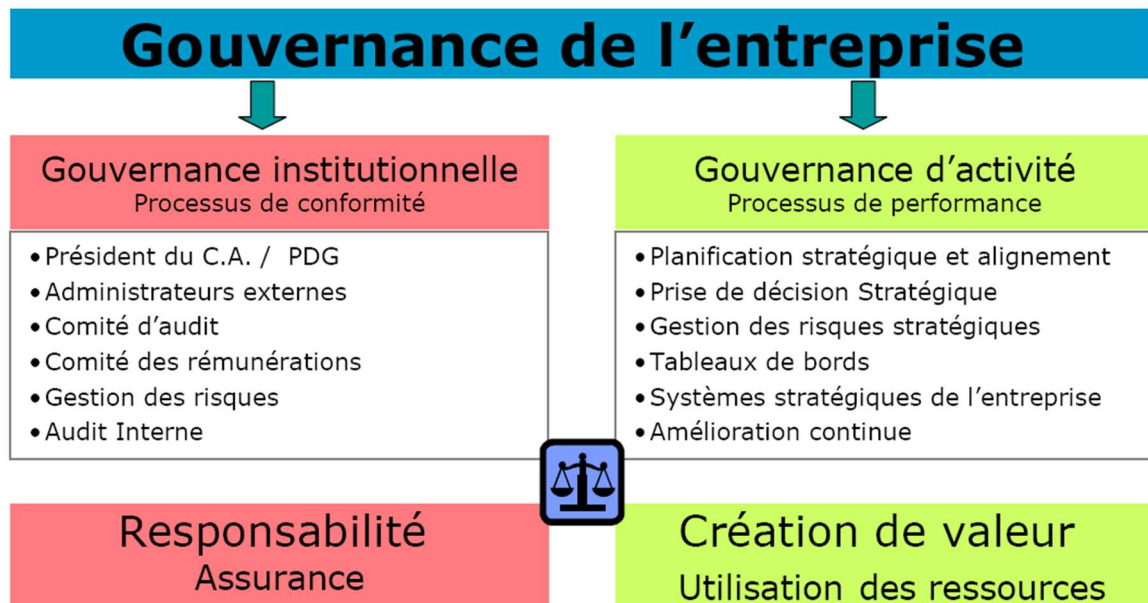 Gouvernance de l’entreprise
Gouvernance institutionnelle
Processus de conformité
• Président du C.A. / PDG
• Administrateurs externes
• Comité d’audit
• Comité des rémunérations
• Gestion des risques
• Audit Interne
Responsabilité
Assurance
Gouvernance d’activité
Processus de performance
• Planification stratégique et alignement
• Prise de décision Stratégique
• Gestion des risques stratégiques
• Tableaux de bords
• Systèmes stratégiques de l’entreprise
• Amélioration continue
Création de valeur
Utilisation des ressources